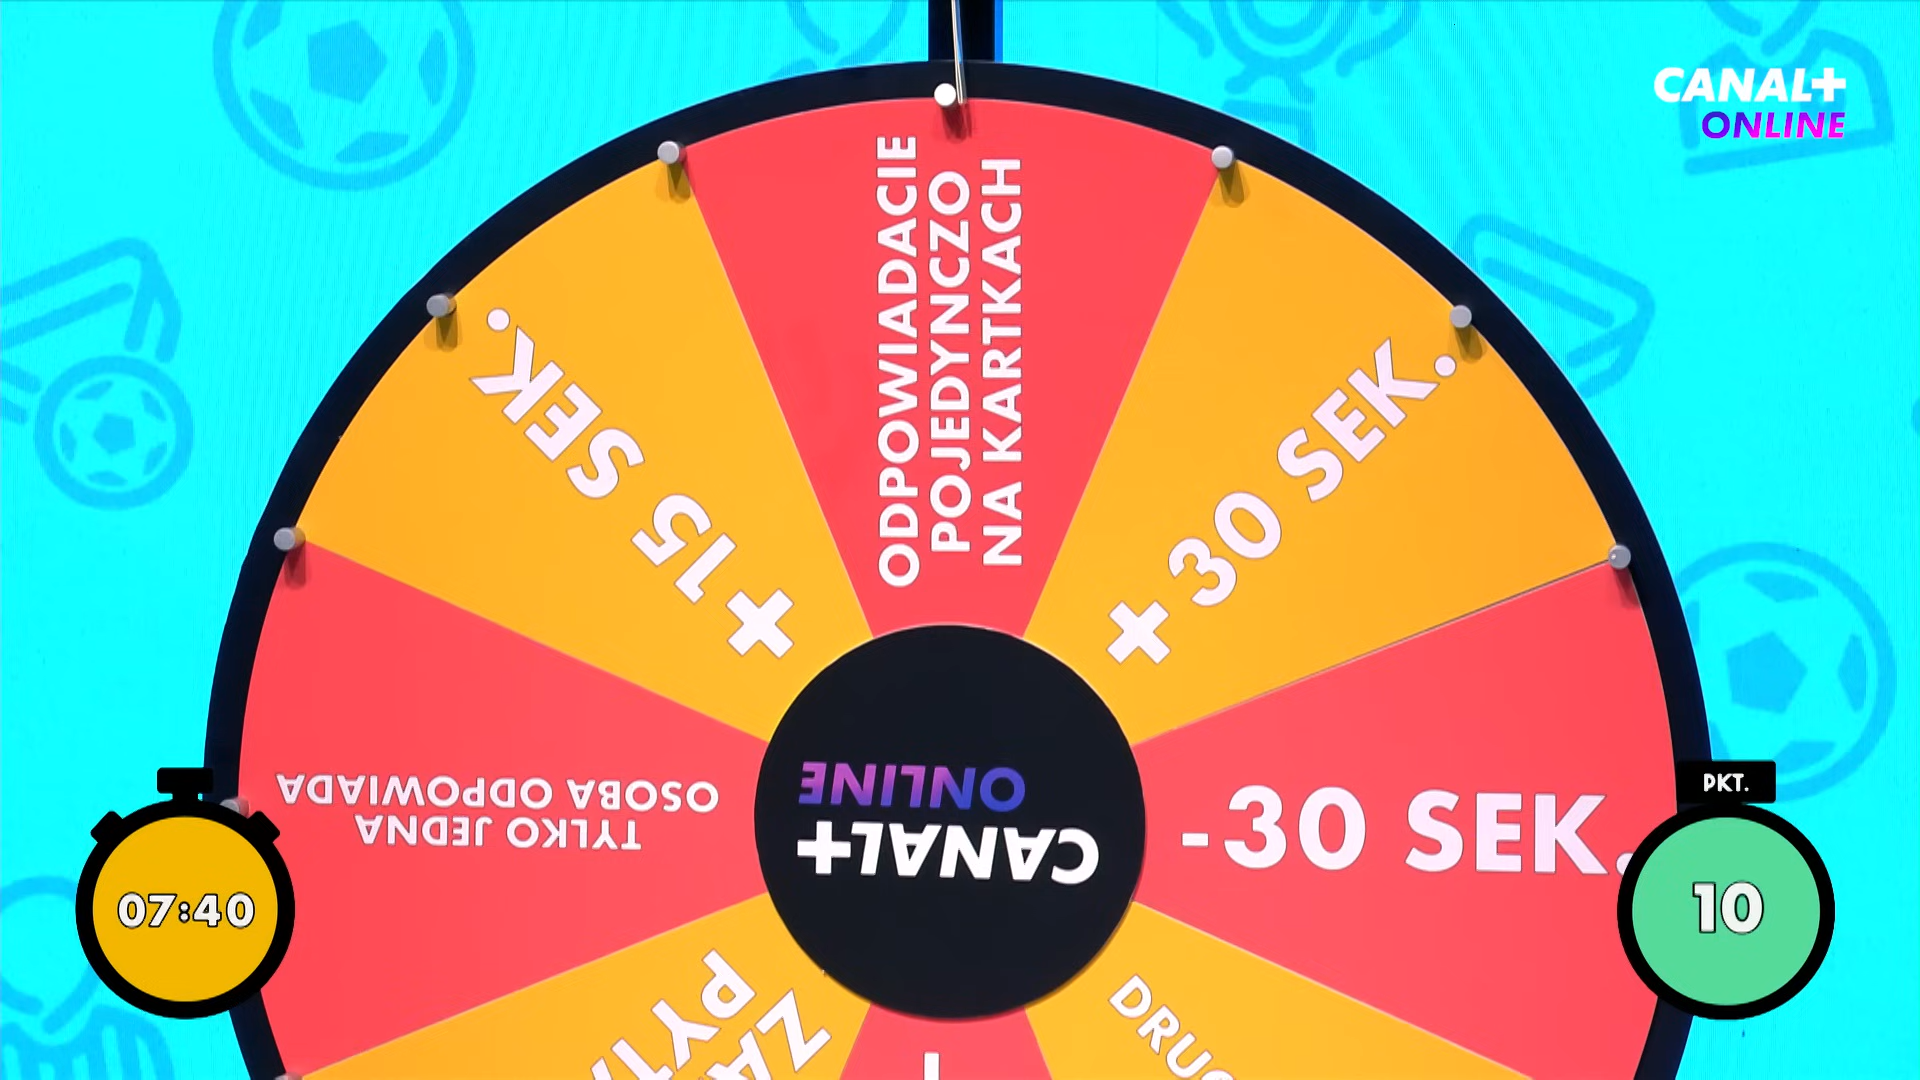 CANAL+
ONLINE
ODPOWIADACIE
POJEDYNCZO
NA KARTKACH
+15 SEK.
+30 SEK.
-30 SEK.
TYLKO JEDNA
OSOBA ODPOWIADA
CANAL+
ONLINE
PKT.
07:40
10